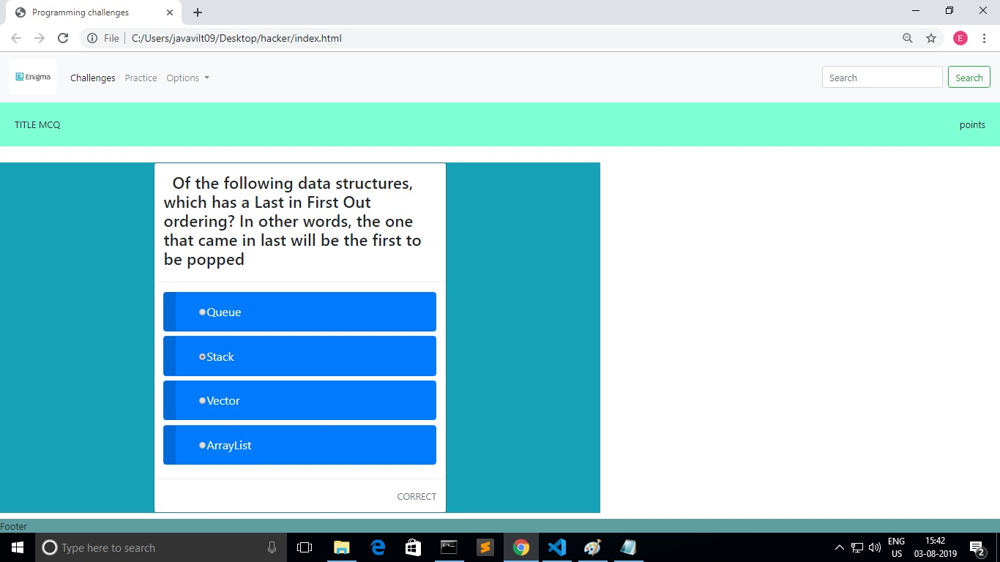 Programming challenges
File C:/Users/javavilt09/Desktop/hacker/index.html
E
Enigma Challenges Practice Options Search Search
TITLE MCQ points
Of the following data structures,
which has a Last in First Out
ordering? In other words, the one
that came in last will be the first to
be popped
Queue
Stack
Vector
ArrayList
CORRECT
Footer
Type here to search
ENG
US
15:42
03-08-2019
2